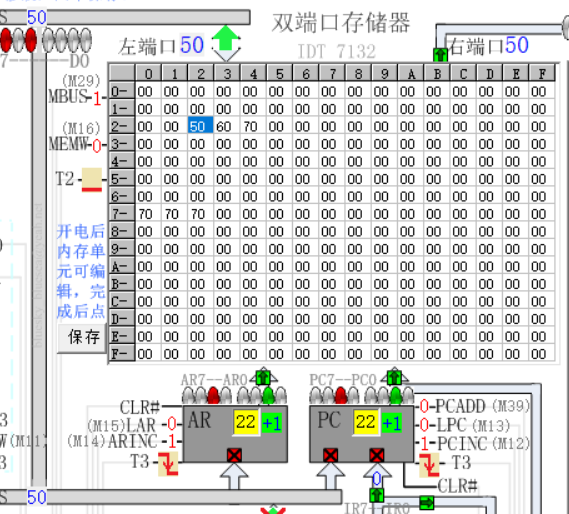 S 50
双端口存储器
左端口 50
IDT 7132
右端口50
7————D0
(M29)
MBUS-1-
(M16)
MEMW-0-
T2-
0 1 2 3 4 5 6 7 8 9 A B C D E F
0- 00 00 00 00 00 00 00 00 00 00 00 00 00 00 00 00
1- 00 00 00 00 00 00 00 00 00 00 00 00 00 00 00 00
2- 00 00 50 60 70 00 00 00 00 00 00 00 00 00 00 00
3- 00 00 00 00 00 00 00 00 00 00 00 00 00 00 00 00
4- 00 00 00 00 00 00 00 00 00 00 00 00 00 00 00 00
5- 00 00 00 00 00 00 00 00 00 00 00 00 00 00 00 00
6- 00 00 00 00 00 00 00 00 00 00 00 00 00 00 00 00
7- 70 70 70 00 00 00 00 00 00 00 00 00 00 00 00 00
8- 00 00 00 00 00 00 00 00 00 00 00 00 00 00 00 00
9- 00 00 00 00 00 00 00 00 00 00 00 00 00 00 00 00
A- 00 00 00 00 00 00 00 00 00 00 00 00 00 00 00 00
B- 00 00 00 00 00 00 00 00 00 00 00 00 00 00 00 00
C- 00 00 00 00 00 00 00 00 00 00 00 00 00 00 00 00
D- 00 00 00 00 00 00 00 00 00 00 00 00 00 00 00 00
E- 00 00 00 00 00 00 00 00 00 00 00 00 00 00 00 00
F- 00 00 00 00 00 00 00 00 00 00 00 00 00 00 00 00
开电后
内存单
元可编
辑，完
成后点
保存
AR7--AR0
PC7--PC0
CLR#
(M15)LAR -0-
(M14)ARINC -1-
T3-
AR 22 +1
PC 22 +1
-0-PCADD (M39)
-0-LPC (M13)
-1-PCINC (M12)
T3
CLR#
3
W(M11)
3
0
S 50
IR7--IR0